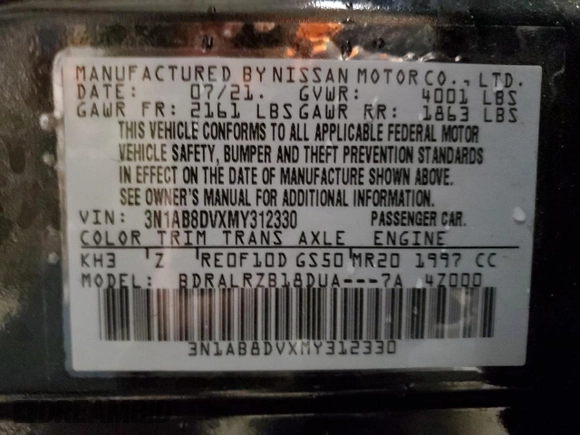 MANUFACTURED BY NISSAN MOTOR CO., LTD.
DATE: 07/21. GVWR: 4001 LBS
GAWR FR: 2161 LBS GAWR RR: 1863 LBS
THIS VEHICLE CONFORMS TO ALL APPLICABLE FEDERAL MOTOR
VEHICLE SAFETY, BUMPER AND THEFT PREVENTION STANDARDS
IN EFFECT ON THE DATE OF MANUFACTURE SHOWN ABOVE.
SEE OWNER'S MANUAL FOR ADDITIONAL INFORMATION.
VIN: 3N1AB8DVXMY312330 PASSENGER CAR.
COLOR TRIM TRANS AXLE ENGINE
KH3 Z RE0F10D GS50 MR20 1997 CC
MODEL: BDRALRZB18DUA---7A 4Z000
3N1AB8DVXMY312330